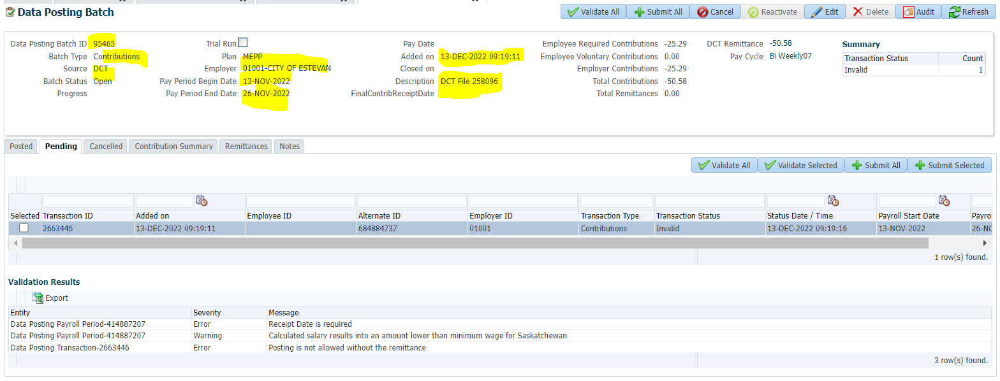 Data Posting Batch
Validate All Submit All Cancel Reactivate Edit Delete Audit Refresh
Data Posting Batch ID 95465 Trial Run Pay Date Employee Required Contributions -25.29 DCT Remittance -50.58 Summary
Batch Type Contributions Plan MEPP Added on 13-DEC-2022 09:19:11 Employee Voluntary Contributions 0.00 Pay Cycle Bi Weekly07 Transaction Status Count
Source DCT Employer 01001-CITY OF ESTEVAN Closed on Employer Contributions -25.29 Invalid 1
Batch Status Open Pay Period Begin Date 13-NOV-2022 Description DCT File 258096 Total Contributions -50.58
Progress Pay Period End Date 26-NOV-2022 FinalContribReceiptDate Total Remittances 0.00
Posted Pending Cancelled Contribution Summary Remittances Notes
Validate All Validate Selected Submit All Submit Selected
Selected Transaction ID Added on Employee ID Alternate ID Employer ID Transaction Type Transaction Status Status Date / Time Payroll Start Date Payrol
2663446 13-DEC-2022 09:19:11 684884737 01001 Contributions Invalid 13-DEC-2022 09:19:16 13-NOV-2022 26-NO
1 row(s) found.
Validation Results
Export
Entity Severity Message
Data Posting Payroll Period-414887207 Error Receipt Date is required
Data Posting Payroll Period-414887207 Warning Calculated salary results into an amount lower than minimum wage for Saskatchewan
Data Posting Transaction-2663446 Error Posting is not allowed without the remittance
3 row(s) found.